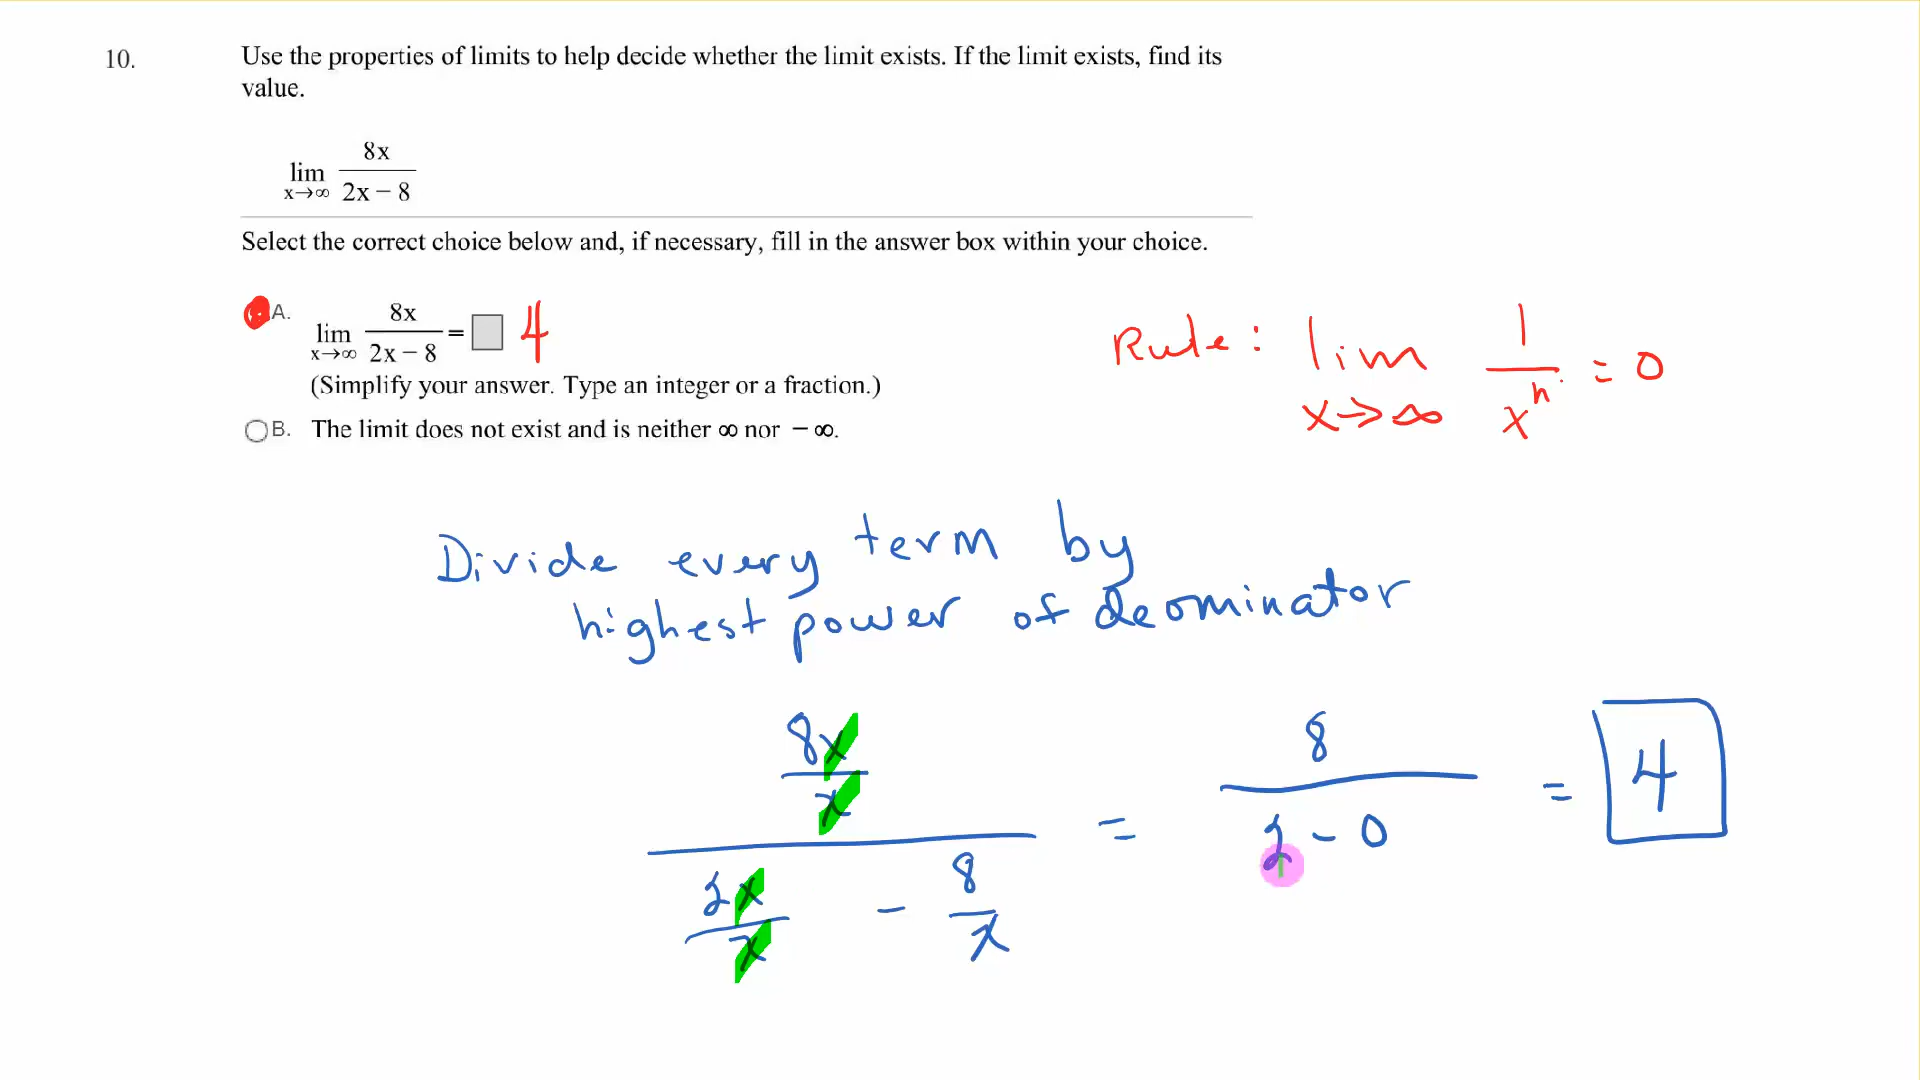 10.
Use the properties of limits to help decide whether the limit exists. If the limit exists, find its
value.
8x
lim
x→∞ 2x − 8
Select the correct choice below and, if necessary, fill in the answer box within your choice.
A.
8x
lim = 4
x→∞ 2x − 8
(Simplify your answer. Type an integer or a fraction.)
B. The limit does not exist and is neither ∞ nor − ∞.
Rule: lim 1/xⁿ = 0
x→∞
Divide every term by
highest power of deominator
8x/x
2x/x − 8/x
=
8
2 − 0
= 4